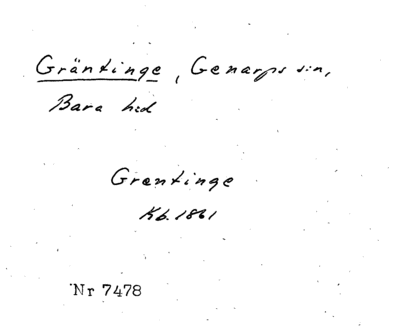 Gräntinge, Genarps sn,
Bara hd
Grentinge
Kb. 1861
Nr 7478